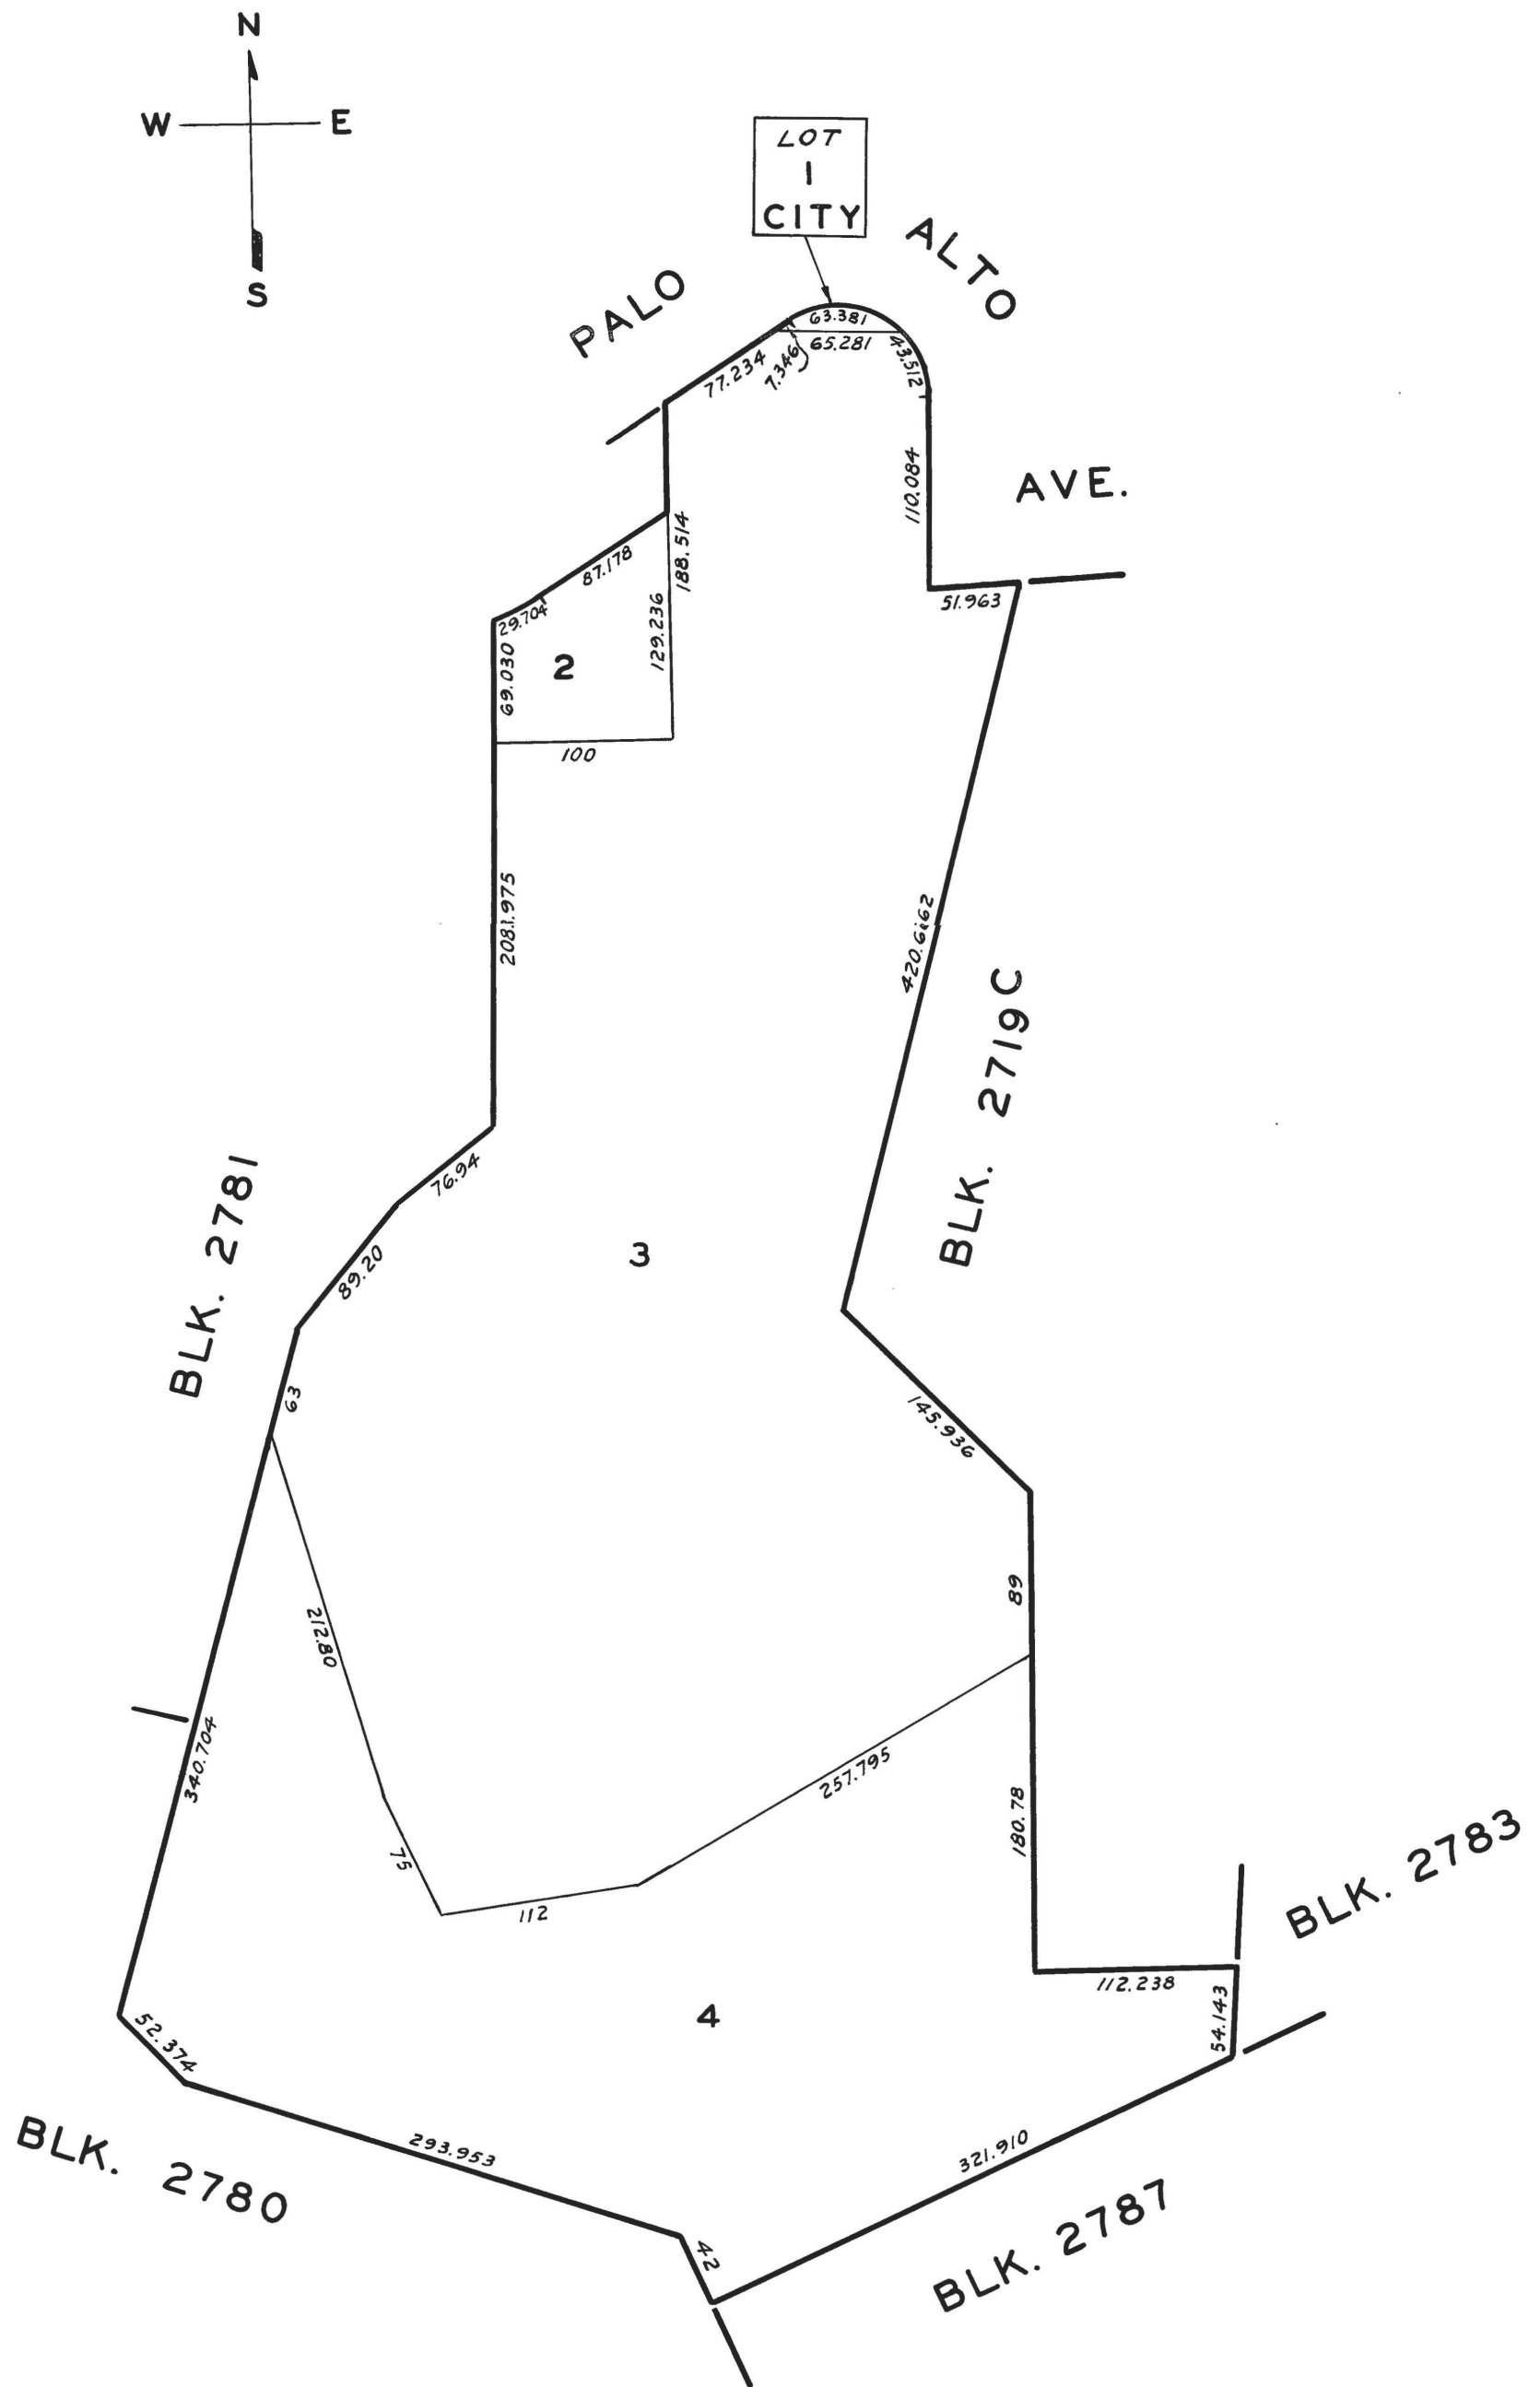 N
W E
S
LOT
1
CITY
PALO
ALTO
63.381
65.281
77.234
7.346
43.512
110.084
AVE.
51.963
188.514
87.178
29.704
129.236
69.030
2
100
208.975
420.662
BLK. 2719C
76.94
BLK. 2781
89.20
3
63
145.936
89
212.80
340.704
257.795
180.78
75
112
BLK. 2783
112.238
54.143
4
52.374
BLK. 2780
293.953
321.910
42
BLK. 2787